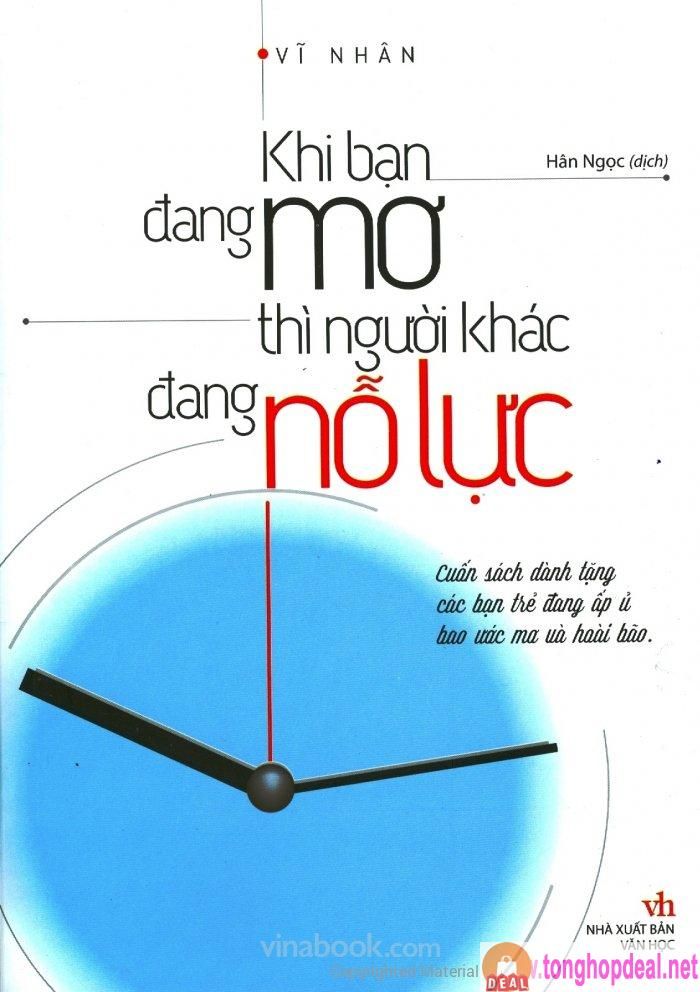 VĨ NHÂN
Khi bạn
Hân Ngọc (dịch)
đang mơ
thì người khác
đang nỗ lực
Cuốn sách dành tặng
các bạn trẻ đang ấp ủ
bao ước mơ và hoài bão.
vh
NHÀ XUẤT BẢN
VĂN HỌC
vinabook.com
Copyrighted Material
.tonghopdeal.net
DEAL